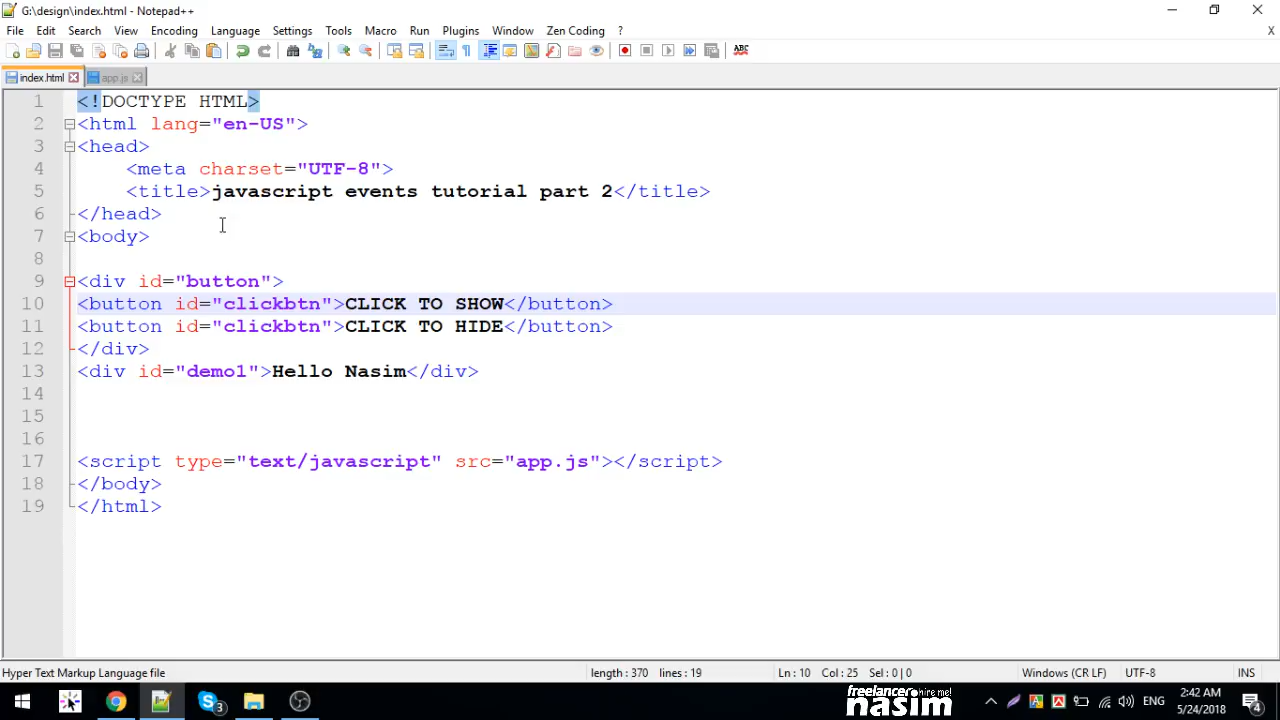 G:\design\index.html - Notepad++
File Edit Search View Encoding Language Settings Tools Macro Run Plugins Window Zen Coding ? X
ABC
index.html app.js
1 <!DOCTYPE HTML>
2 <html lang="en-US">
3 <head>
4 <meta charset="UTF-8">
5 <title>javascript events tutorial part 2</title>
6 </head>
7 <body>
8
9 <div id="button">
10 <button id="clickbtn">CLICK TO SHOW</button>
11 <button id="clickbtn">CLICK TO HIDE</button>
12 </div>
13 <div id="demo1">Hello Nasim</div>
14
15
16
17 <script type="text/javascript" src="app.js"></script>
18 </body>
19 </html>
Hyper Text Markup Language file length : 370 lines : 19 Ln : 10 Col : 25 Sel : 0 | 0 Windows (CR LF) UTF-8 INS
3 ENG 2:42 AM
5/24/2018 4
freelancer hire me!
nasim